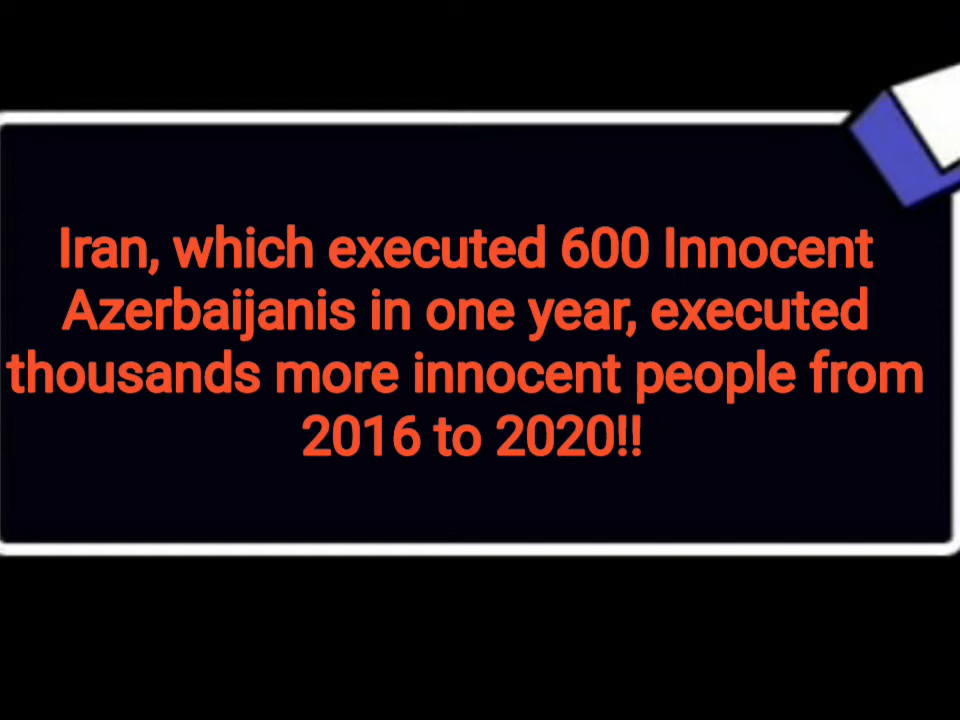 Iran, which executed 600 Innocent
Azerbaijanis in one year, executed
thousands more innocent people from
2016 to 2020!!